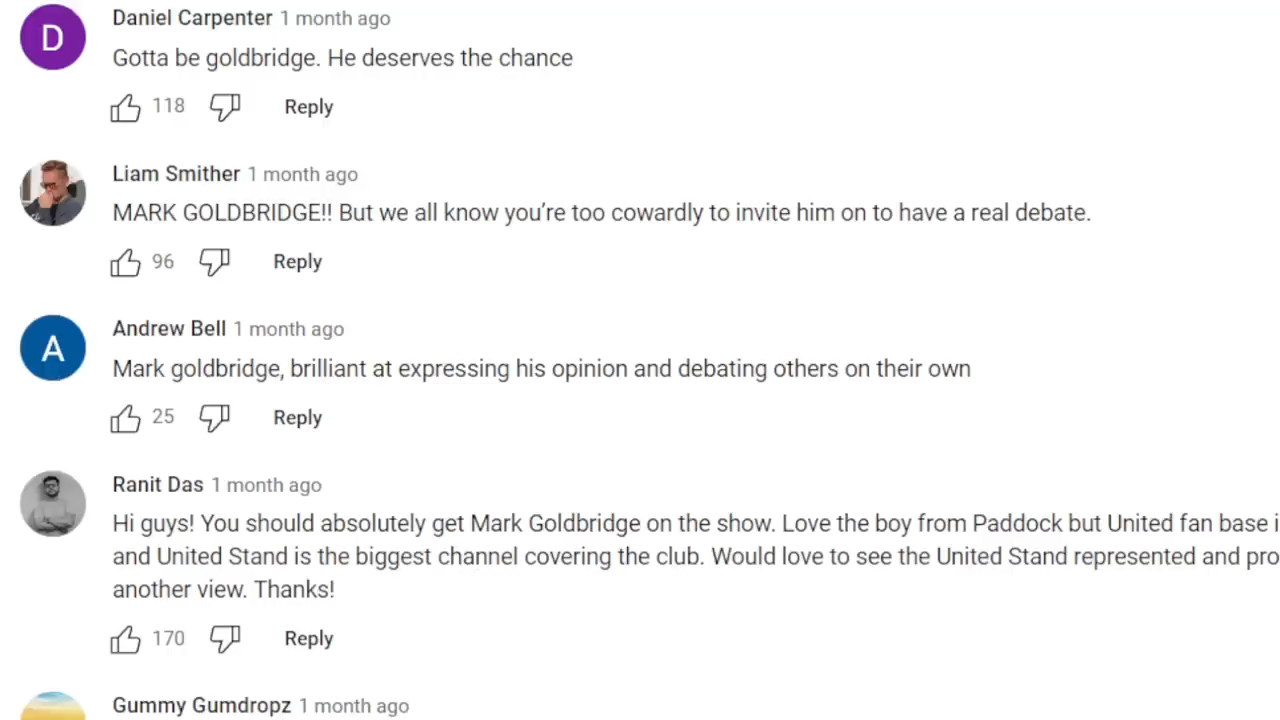 D
Daniel Carpenter 1 month ago
Gotta be goldbridge. He deserves the chance
118 Reply
Liam Smither 1 month ago
MARK GOLDBRIDGE!! But we all know you’re too cowardly to invite him on to have a real debate.
96 Reply
A
Andrew Bell 1 month ago
Mark goldbridge, brilliant at expressing his opinion and debating others on their own
25 Reply
Ranit Das 1 month ago
Hi guys! You should absolutely get Mark Goldbridge on the show. Love the boy from Paddock but United fan base
and United Stand is the biggest channel covering the club. Would love to see the United Stand represented and
another view. Thanks!
170 Reply
Gummy Gumdropz 1 month ago